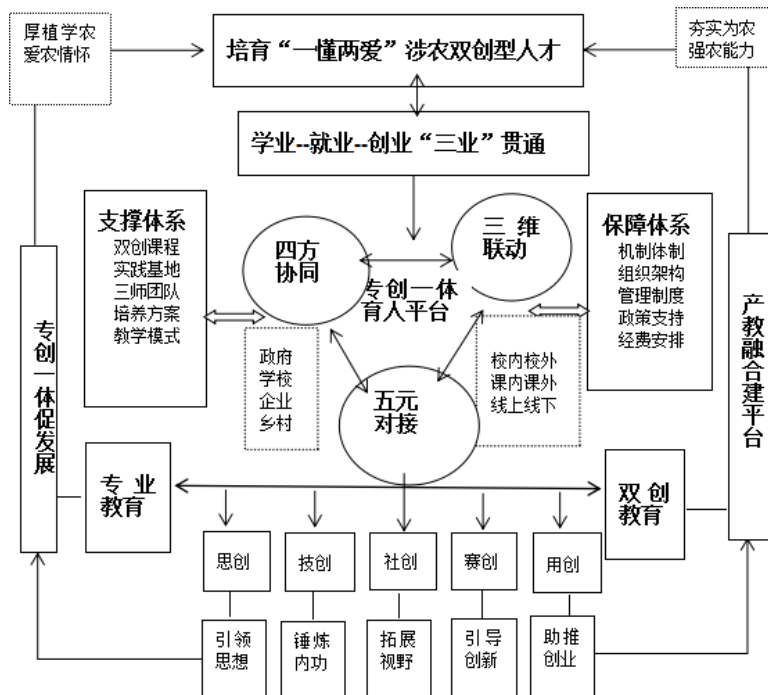 厚植学农
爱农情怀
培育“一懂两爱”涉农双创型人才
夯实为农
强农能力
学业--就业--创业“三业”贯通
支撑体系
双创课程
实践基地
三师团队
培养方案
教学模式
四方
协同
三 维
联动
专创一体
育人平台
保障体系
机制体制
组织架构
管理制度
政策支持
经费安排
政府
学校
企业
乡村
校内校外
课内课外
线上线下
五元
对接
专创一体促发展
产教融合建平台
专 业
教育
双 创
教育
思创
技创
社创
赛创
用创
引领
思想
锤炼
内功
拓展
视野
引导
创新
助推
创业